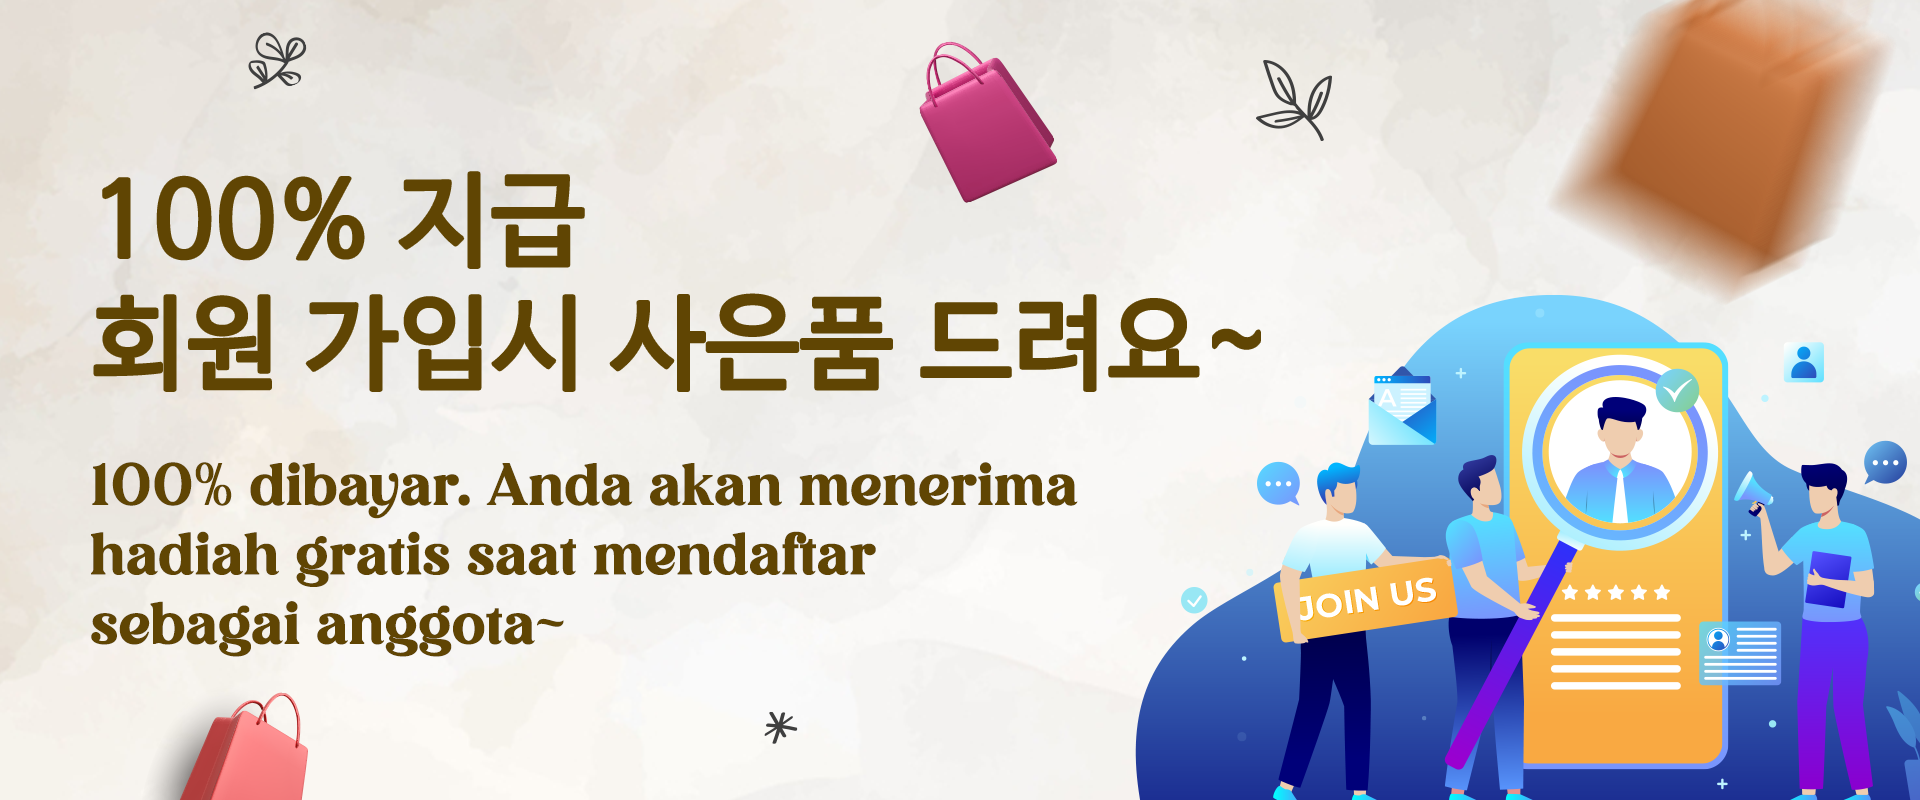 100% 지급
회원 가입시 사은품 드려요~
100% dibayar. Anda akan menerima
hadiah gratis saat mendaftar
sebagai anggota~
A
JOIN US